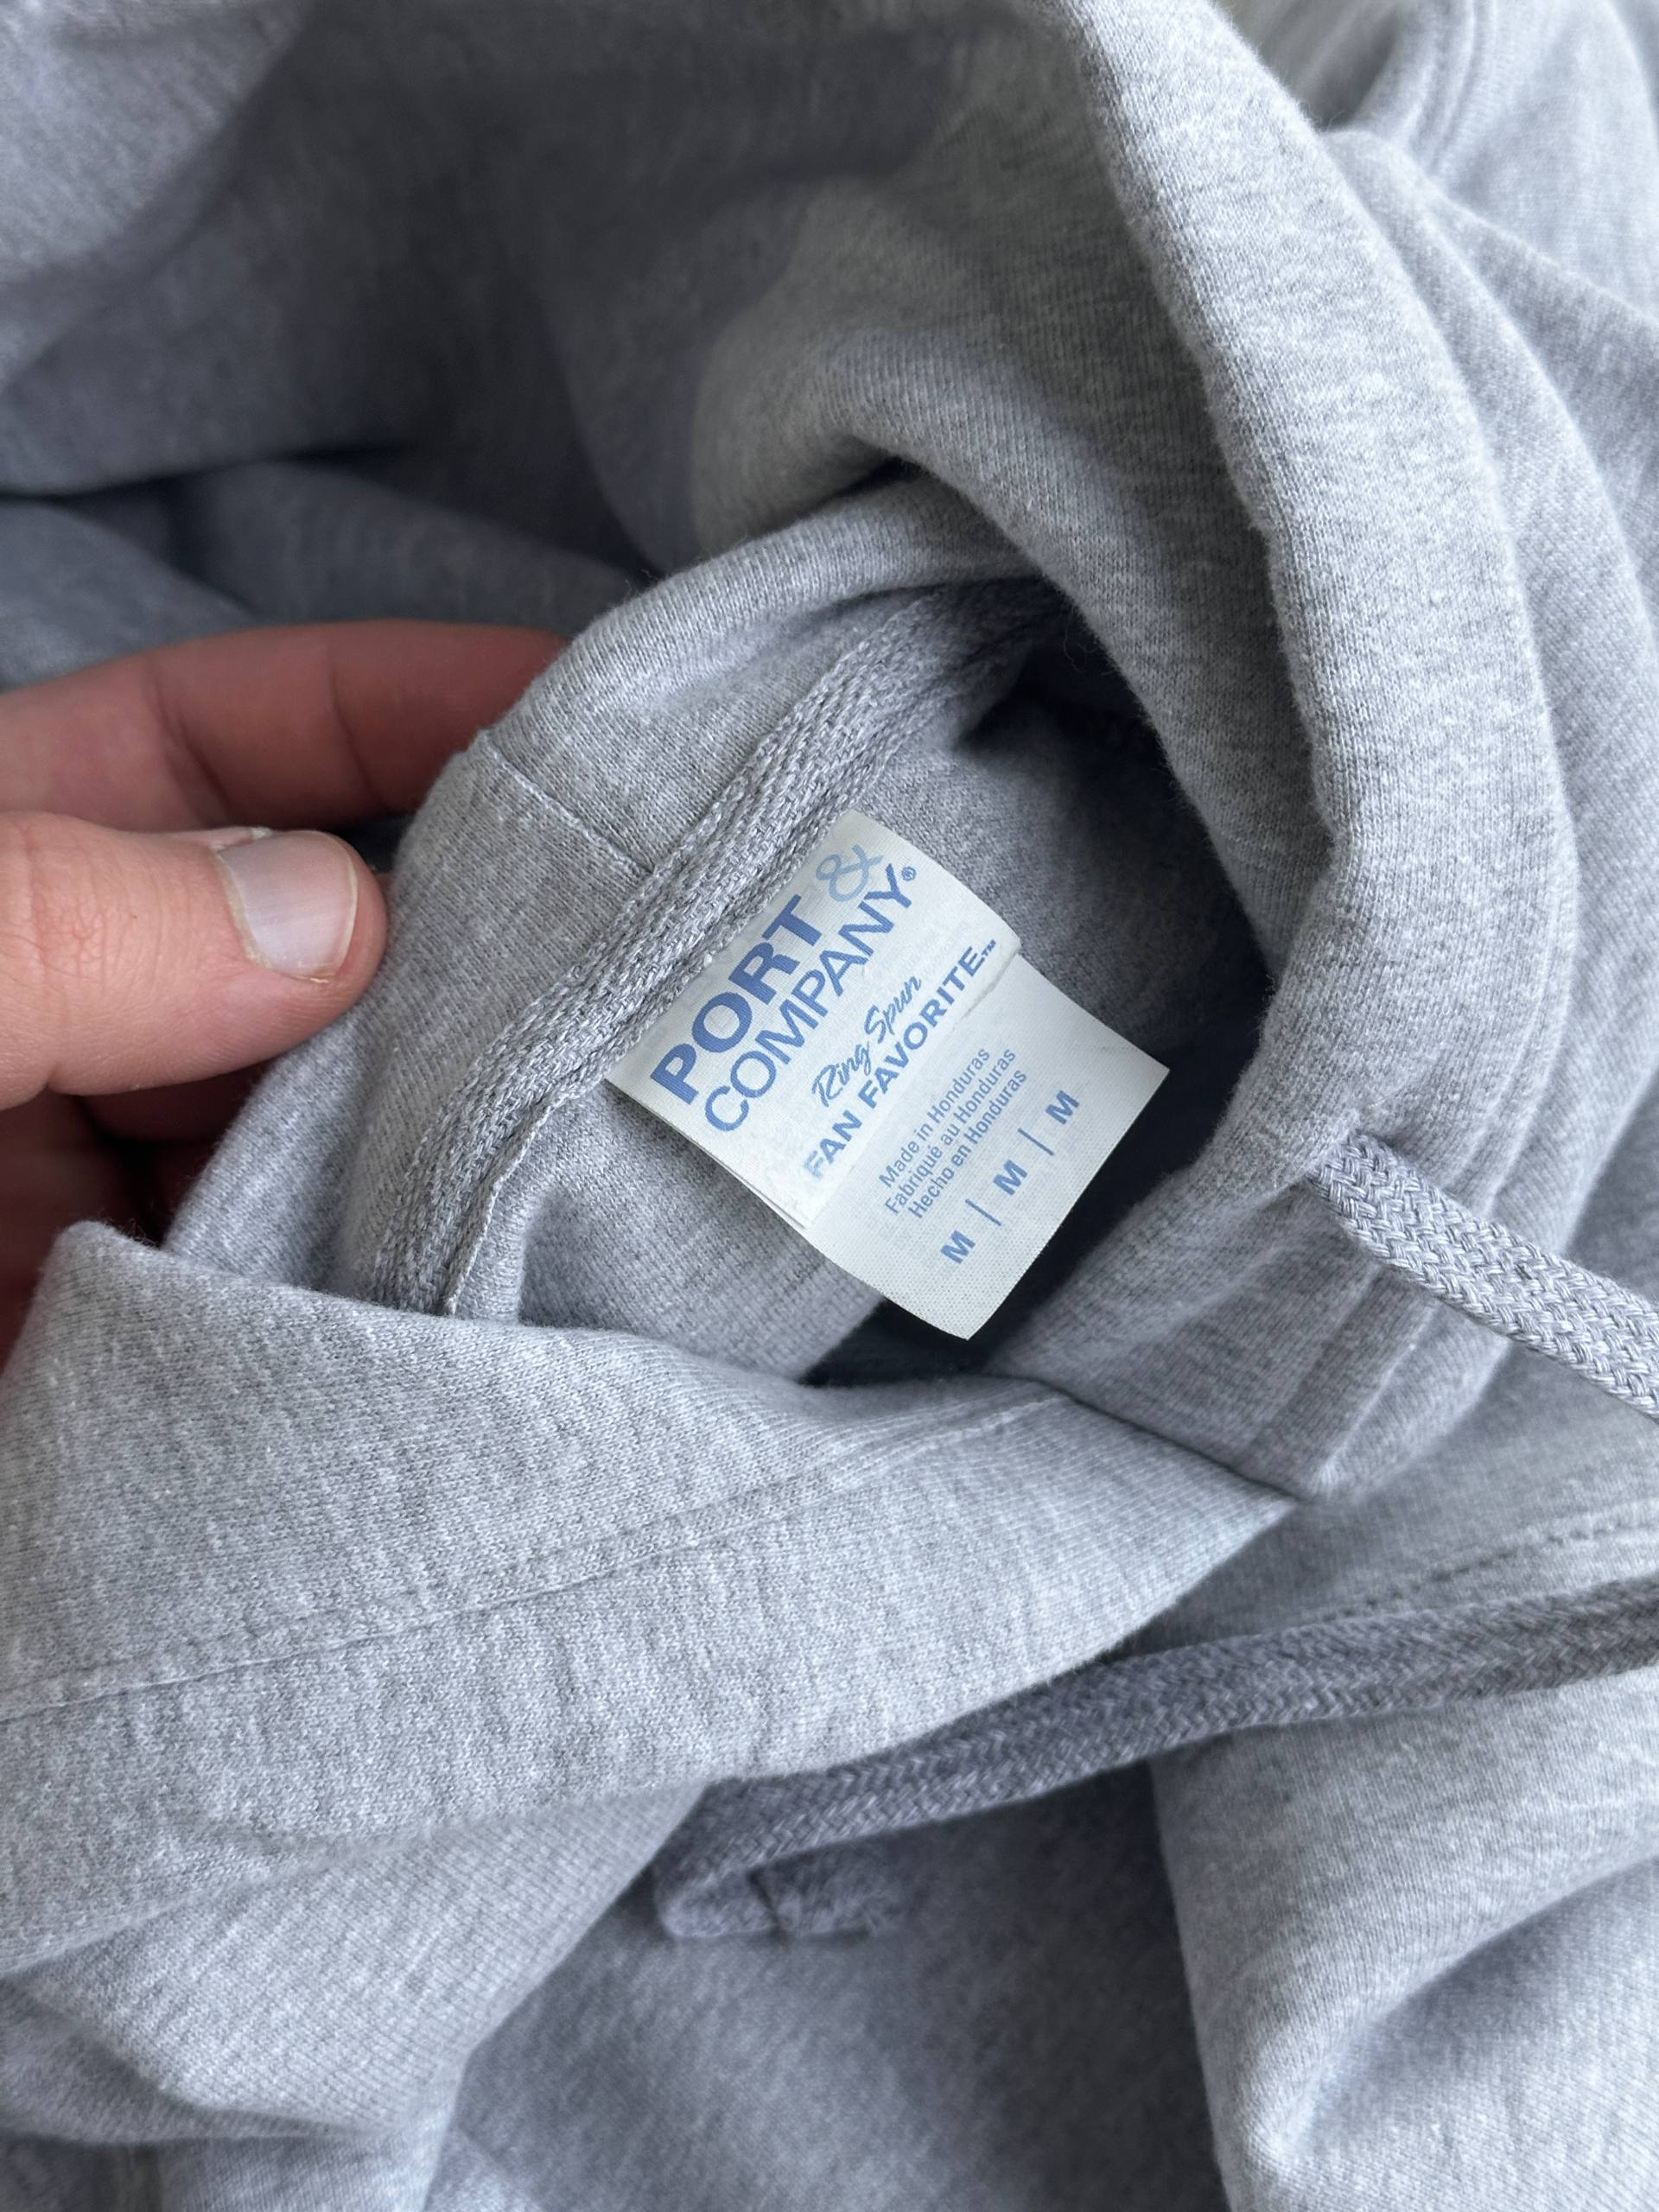 PORT &
COMPANY®
Ring Spun
FAN FAVORITE™
Made in Honduras
Fabriqué au Honduras
Hecho en Honduras
M | M | M